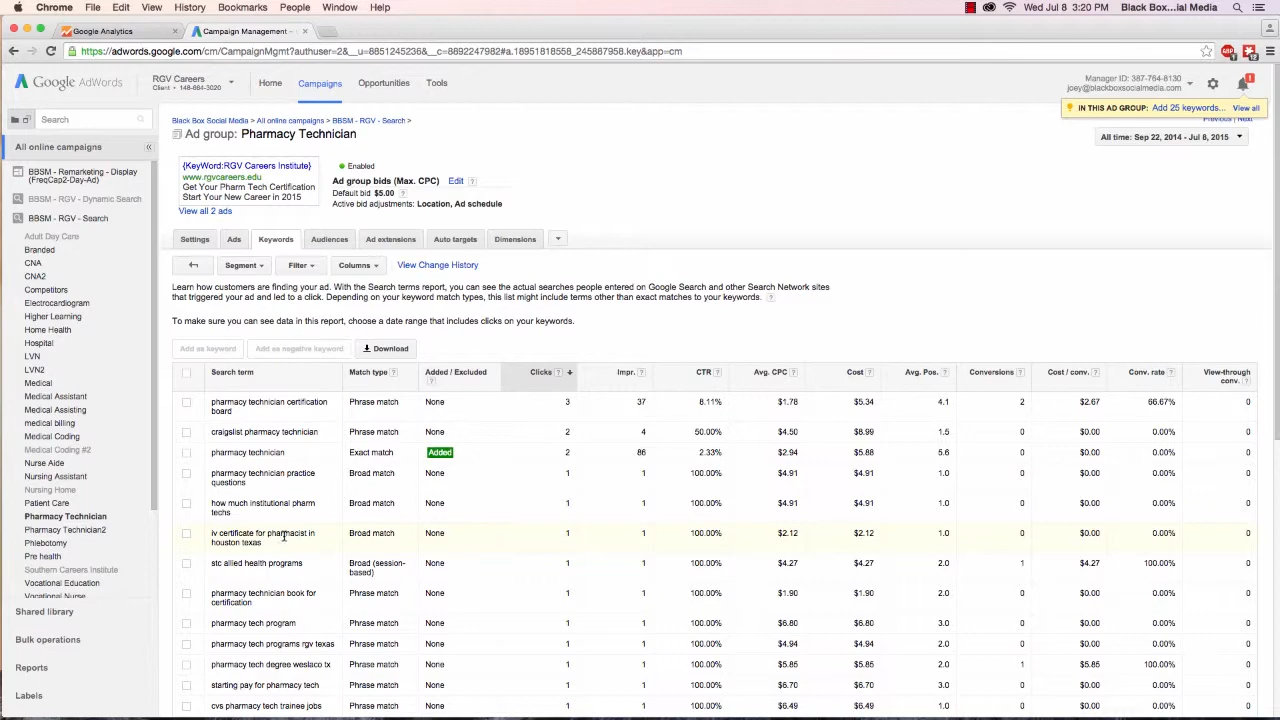 Chrome File Edit View History Bookmarks People Window Help Wed Jul 8 3:20 PM Black Box...ial Media
Google Analytics Campaign Management –
https://adwords.google.com/cm/CampaignMgmt?authuser=2&__u=8851245236&__c=8892247982#a.18951818558_245887958.key&app=cm
Google AdWords RGV Careers Client • 148-664-3020 Home Campaigns Opportunities Tools Manager ID: 387-764-8130 joey@blackboxsocialmedia.com
IN THIS AD GROUP: Add 25 keywords... View all
Search
Black Box Social Media > All online campaigns > BBSM - RGV - Search >
Previous Next
Ad group: Pharmacy Technician
All time: Sep 22, 2014 - Jul 8, 2015
All online campaigns
BBSM - Remarketing - Display
(FreqCap2-Day-Ad)
BBSM - RGV - Dynamic Search
BBSM - RGV - Search
Adult Day Care
Branded
CNA
CNA2
Competitors
Electrocardiogram
Higher Learning
Home Health
Hospital
LVN
LVN2
Medical
Medical Assistant
Medical Assisting
medical billing
Medical Coding
Medical Coding #2
Nurse Aide
Nursing Assistant
Nursing Home
Patient Care
Pharmacy Technician
Pharmacy Technician2
Phlebotomy
Pre health
Southern Careers Institute
Vocational Education
Vocational Nurse
Shared library
Bulk operations
Reports
Labels
{KeyWord:RGV Careers Institute}
www.rgvcareers.edu
Get Your Pharm Tech Certification
Start Your New Career in 2015
View all 2 ads
Enabled
Ad group bids (Max. CPC) Edit ?
Default bid $5.00 ?
Active bid adjustments: Location, Ad schedule
Settings Ads Keywords Audiences Ad extensions Auto targets Dimensions
Segment Filter Columns View Change History
Learn how customers are finding your ad. With the Search terms report, you can see the actual searches people entered on Google Search and other Search Network sites
that triggered your ad and led to a click. Depending on your keyword match types, this list might include terms other than exact matches to your keywords. ?
To make sure you can see data in this report, choose a date range that includes clicks on your keywords.
Add as keyword Add as negative keyword Download
Search term Match type ? Added / Excluded ? Clicks ? Impr. ? CTR ? Avg. CPC ? Cost ? Avg. Pos. ? Conversions ? Cost / conv. ? Conv. rate ? View-through conv. ?
pharmacy technician certification board Phrase match None 3 37 8.11% $1.78 $5.34 4.1 2 $2.67 66.67% 0
craigslist pharmacy technician Phrase match None 2 4 50.00% $4.50 $8.99 1.5 0 $0.00 0.00% 0
pharmacy technician Exact match Added 2 86 2.33% $2.94 $5.88 5.6 0 $0.00 0.00% 0
pharmacy technician practice questions Broad match None 1 1 100.00% $4.91 $4.91 1.0 0 $0.00 0.00% 0
how much institutional pharm techs Broad match None 1 1 100.00% $4.91 $4.91 1.0 0 $0.00 0.00% 0
iv certificate for pharmacist in houston texas Broad match None 1 1 100.00% $2.12 $2.12 1.0 0 $0.00 0.00% 0
stc allied health programs Broad (session-based) None 1 1 100.00% $4.27 $4.27 2.0 1 $4.27 100.00% 0
pharmacy technician book for certification Phrase match None 1 1 100.00% $1.90 $1.90 2.0 0 $0.00 0.00% 0
pharmacy tech program Phrase match None 1 1 100.00% $6.80 $6.80 3.0 0 $0.00 0.00% 0
pharmacy tech programs rgv texas Phrase match None 1 1 100.00% $4.94 $4.94 2.0 0 $0.00 0.00% 0
pharmacy tech degree weslaco tx Phrase match None 1 1 100.00% $5.85 $5.85 2.0 1 $5.85 100.00% 0
starting pay for pharmacy tech Phrase match None 1 1 100.00% $6.70 $6.70 3.0 0 $0.00 0.00% 0
cvs pharmacy tech trainee jobs Phrase match None 1 1 100.00% $6.49 $6.49 2.0 0 $0.00 0.00% 0